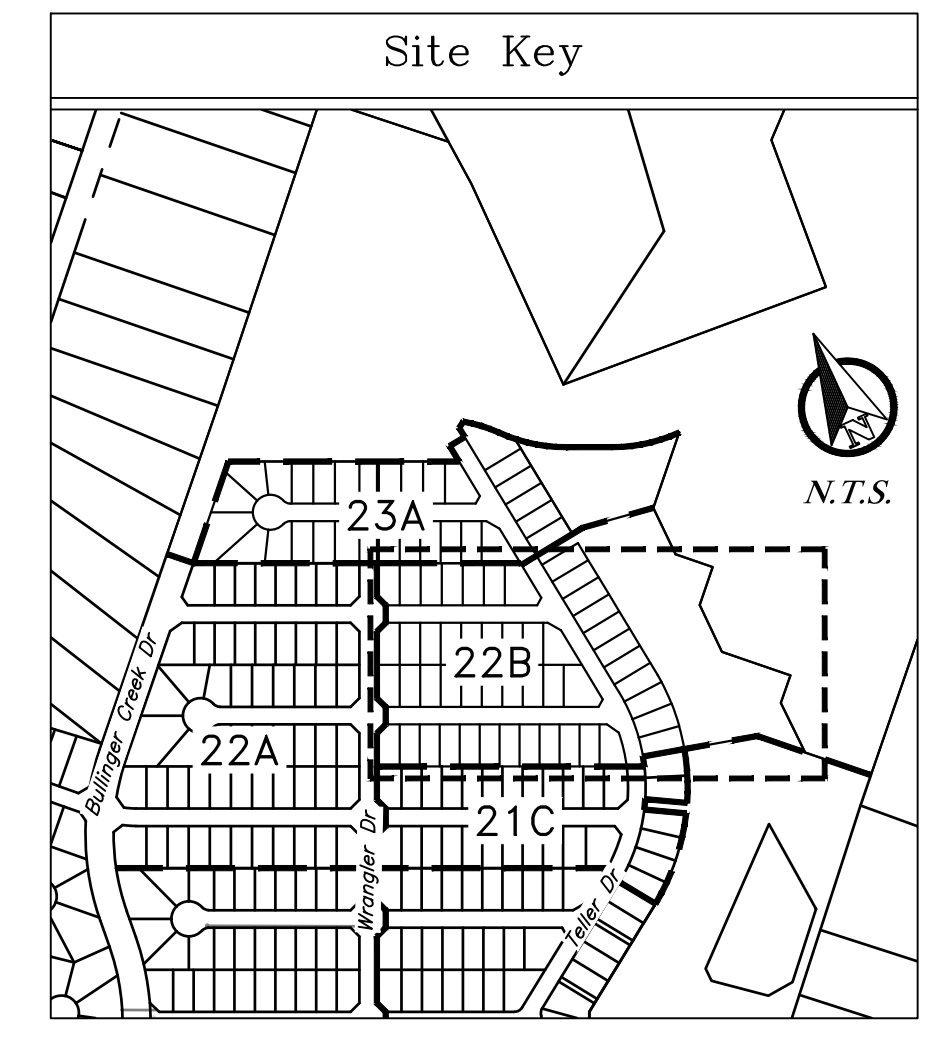 Site Key
N
N.T.S.
23A
22B
Bullinger Creek Dr
22A
21C
Wrangler Dr
Teller Dr